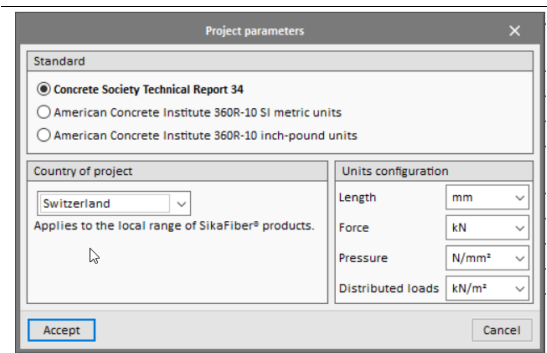 Project parameters
Standard
Concrete Society Technical Report 34
American Concrete Institute 360R-10 SI metric units
American Concrete Institute 360R-10 inch-pound units
Country of project
Switzerland
Applies to the local range of SikaFiber® products.
Units configuration
Length mm
Force kN
Pressure N/mm²
Distributed loads kN/m²
Accept
Cancel